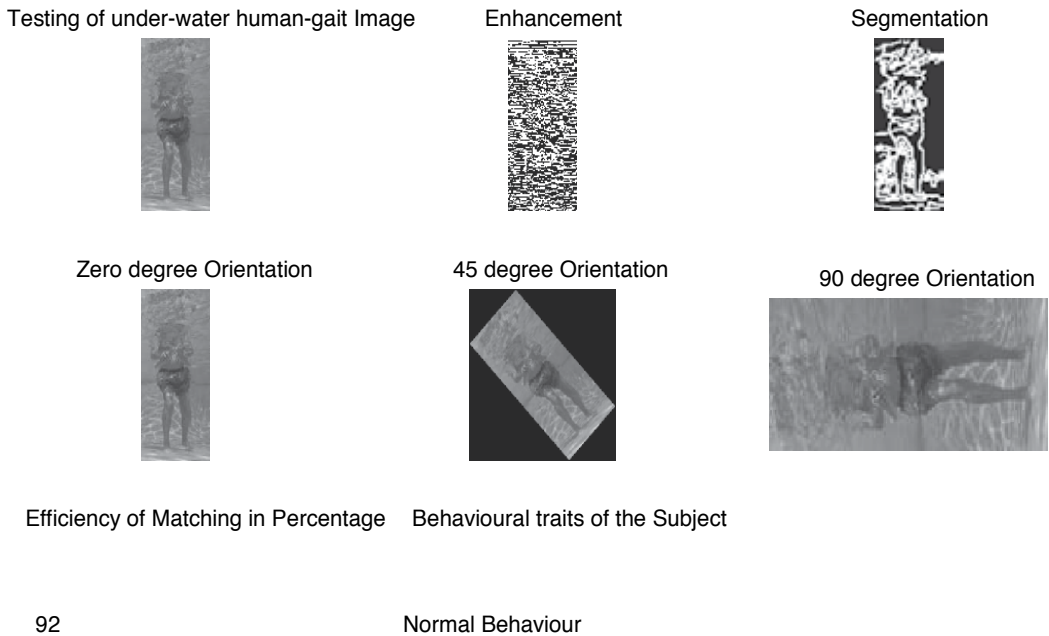 Testing of under-water human-gait Image
Enhancement
Segmentation
Zero degree Orientation
45 degree Orientation
90 degree Orientation
Efficiency of Matching in Percentage
Behavioural traits of the Subject
92
Normal Behaviour